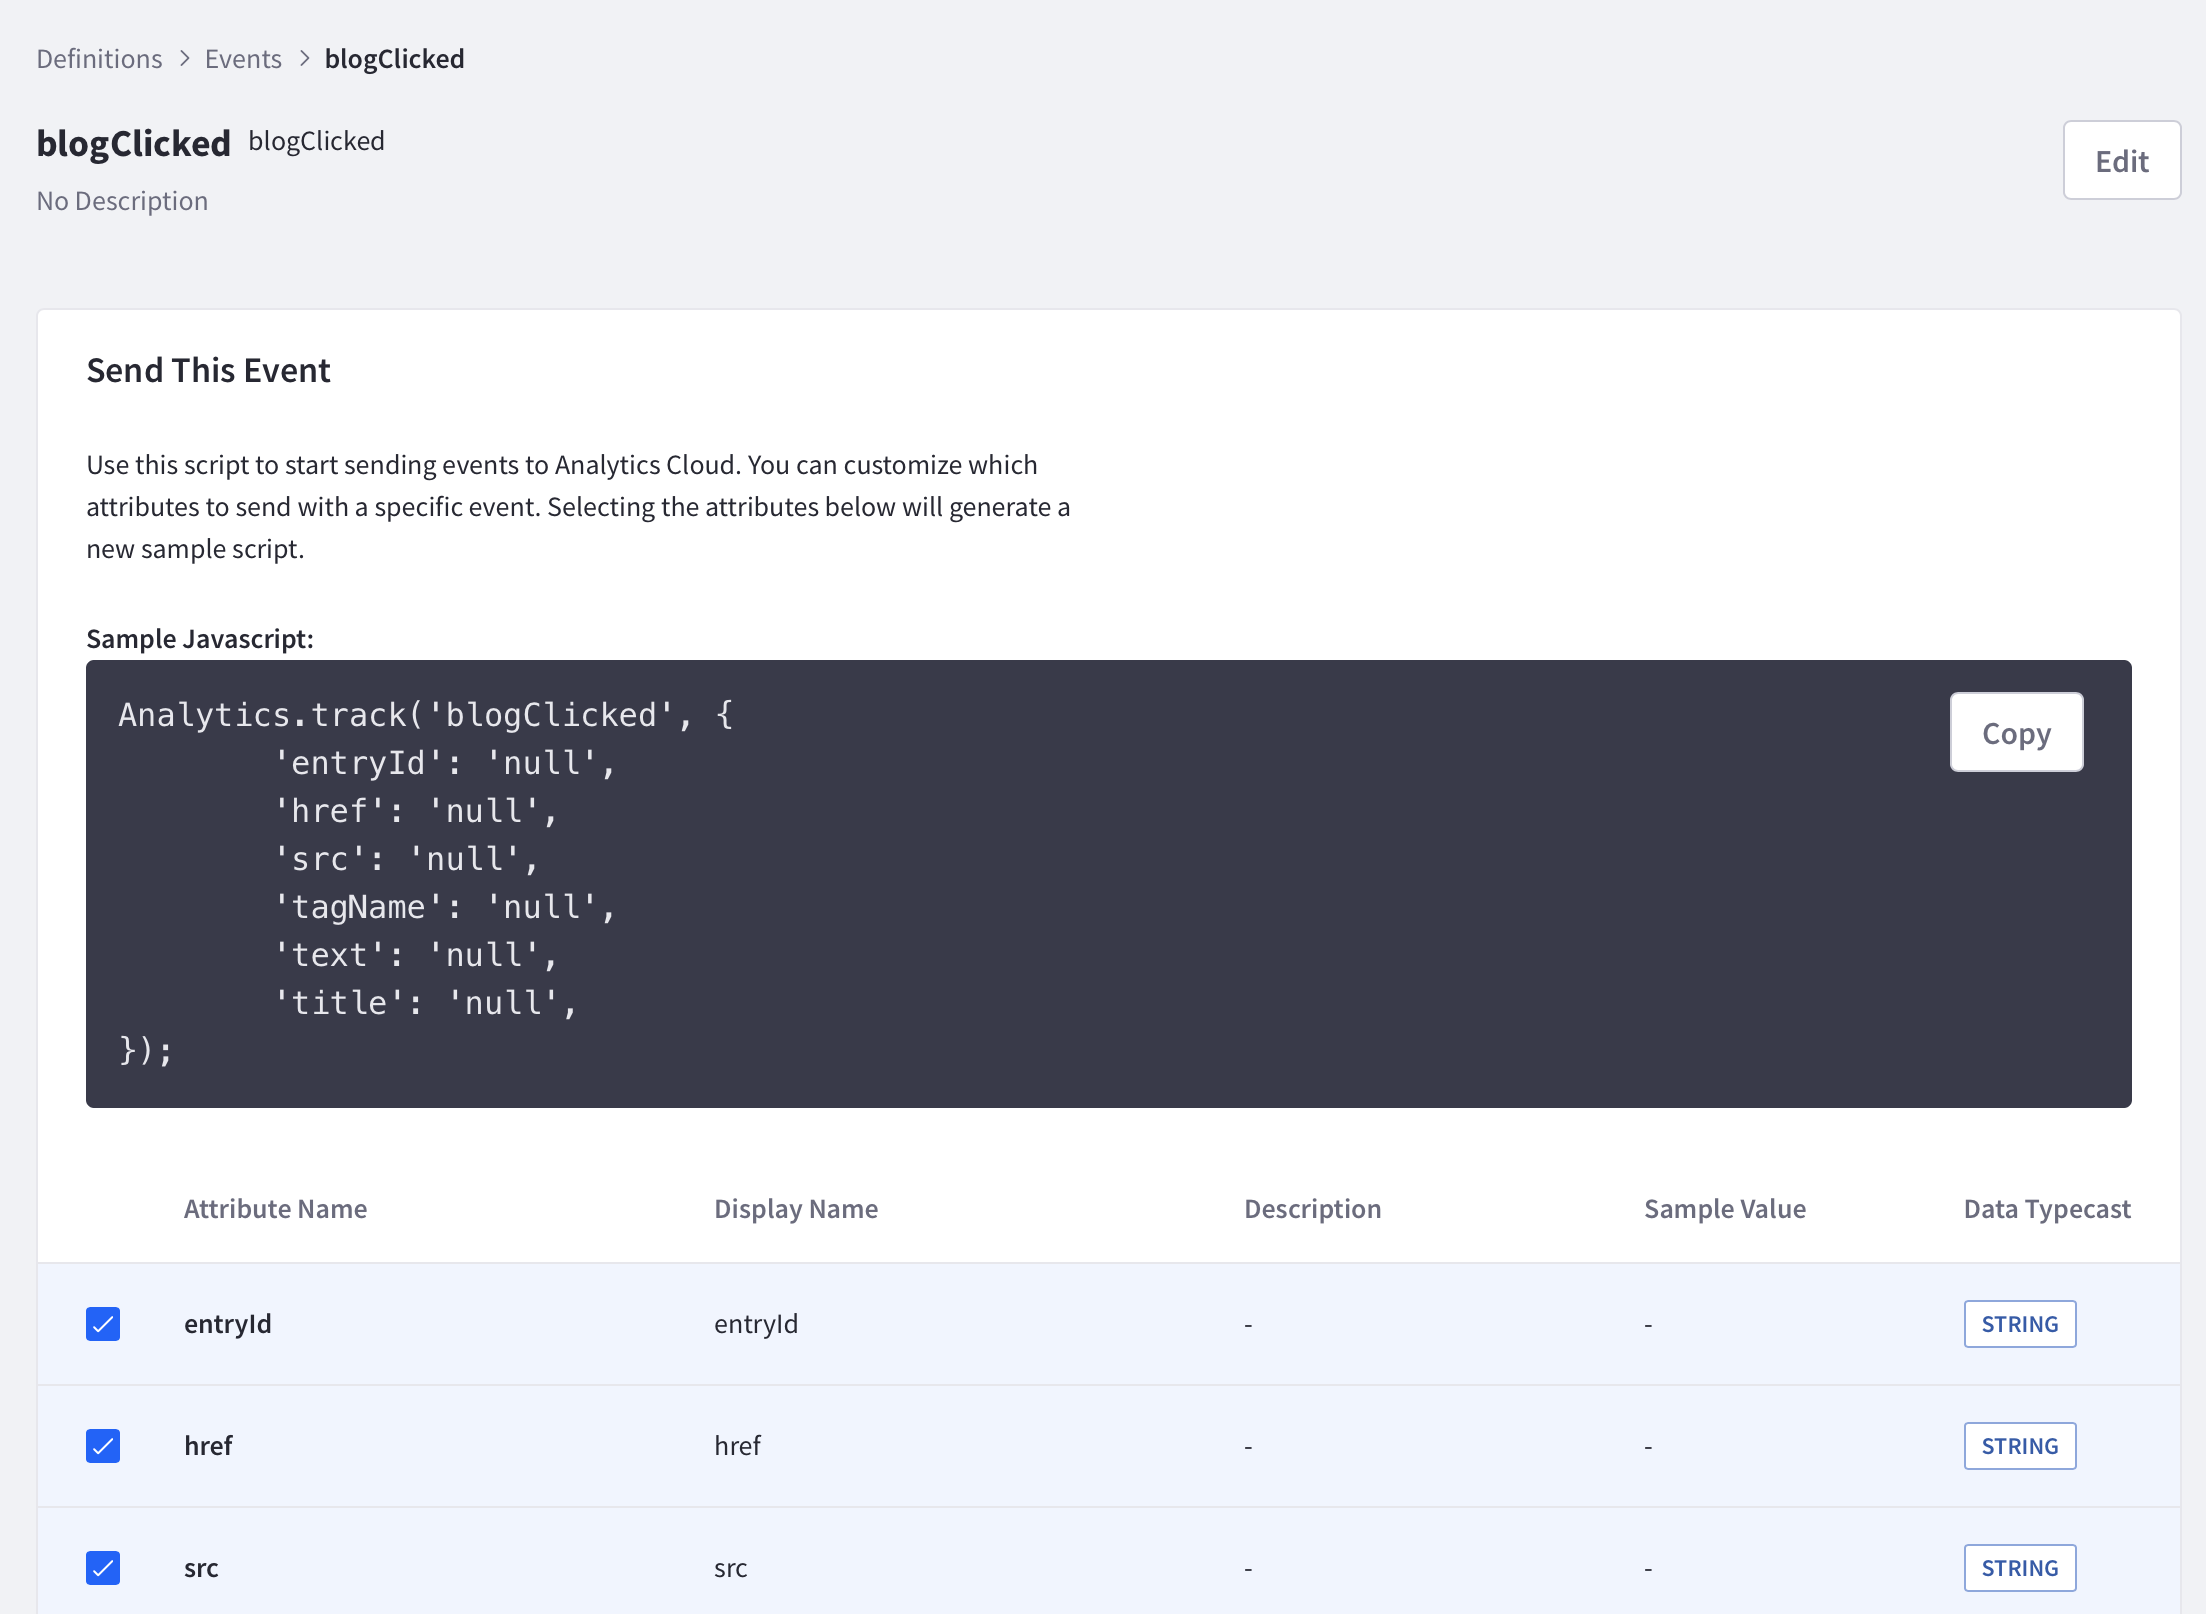 Definitions > Events > blogClicked
blogClicked blogClicked
Edit
No Description
Send This Event
Use this script to start sending events to Analytics Cloud. You can customize which
attributes to send with a specific event. Selecting the attributes below will generate a
new sample script.
Sample Javascript:
Analytics.track('blogClicked', {
'entryId': 'null',
'href': 'null',
'src': 'null',
'tagName': 'null',
'text': 'null',
'title': 'null',
});
Copy
Attribute Name Display Name Description Sample Value Data Typecast
entryId entryId - - STRING
href href - - STRING
src src - - STRING